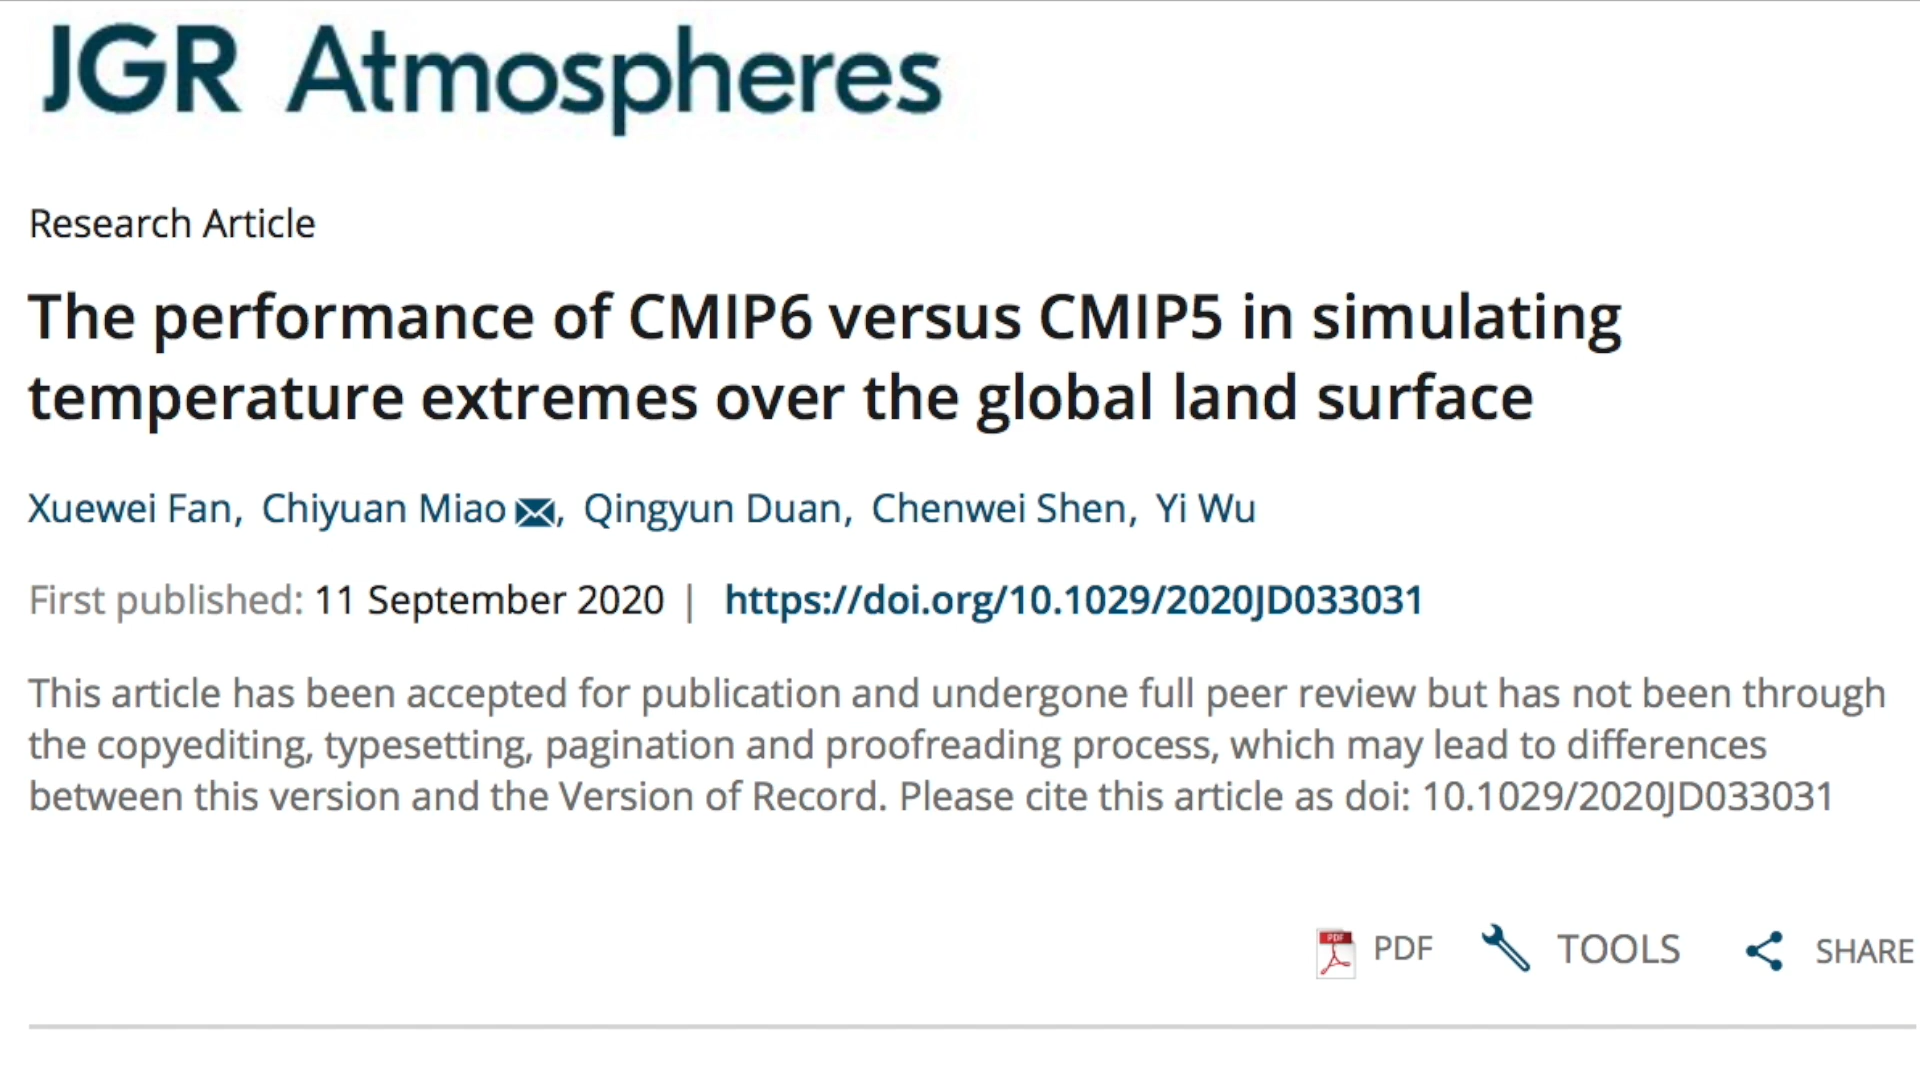 JGR Atmospheres
Research Article
The performance of CMIP6 versus CMIP5 in simulating
temperature extremes over the global land surface
Xuewei Fan, Chiyuan Miao, Qingyun Duan, Chenwei Shen, Yi Wu
First published: 11 September 2020 | https://doi.org/10.1029/2020JD033031
This article has been accepted for publication and undergone full peer review but has not been through
the copyediting, typesetting, pagination and proofreading process, which may lead to differences
between this version and the Version of Record. Please cite this article as doi: 10.1029/2020JD033031
PDF PDF TOOLS SHARE